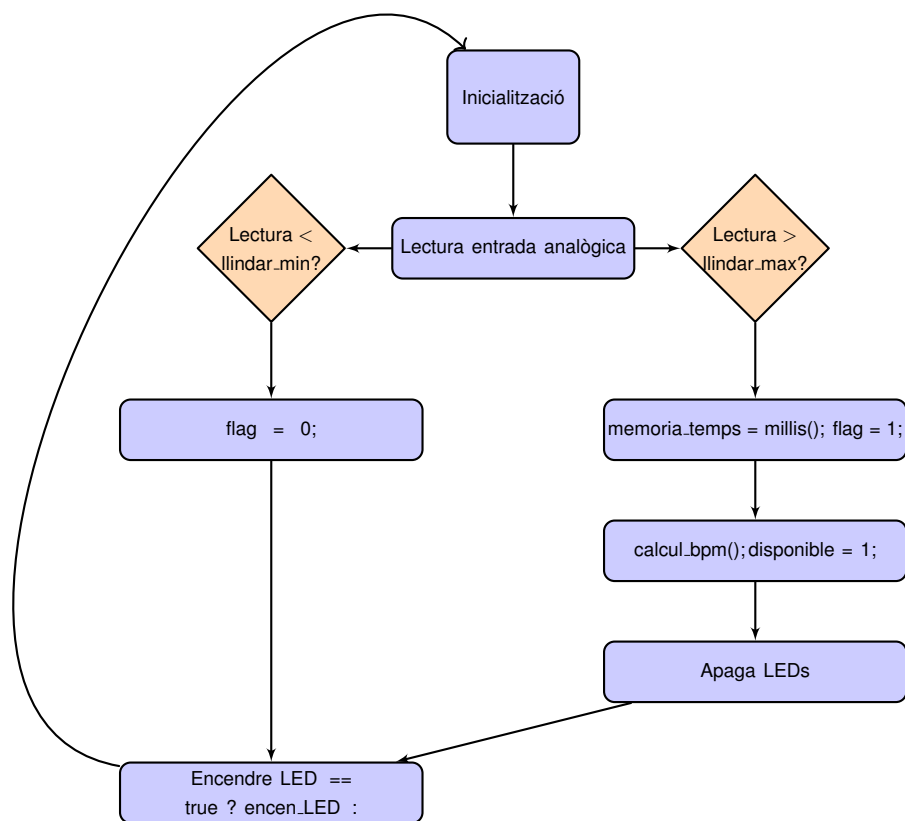 Inicialització
Lectura <
llindar_min?
Lectura entrada analògica
Lectura >
llindar_max?
flag = 0;
memoria_temps = millis(); flag = 1;
calcul_bpm(); disponible = 1;
Apaga LEDs
Encendre LED ==
true ? encen_LED :